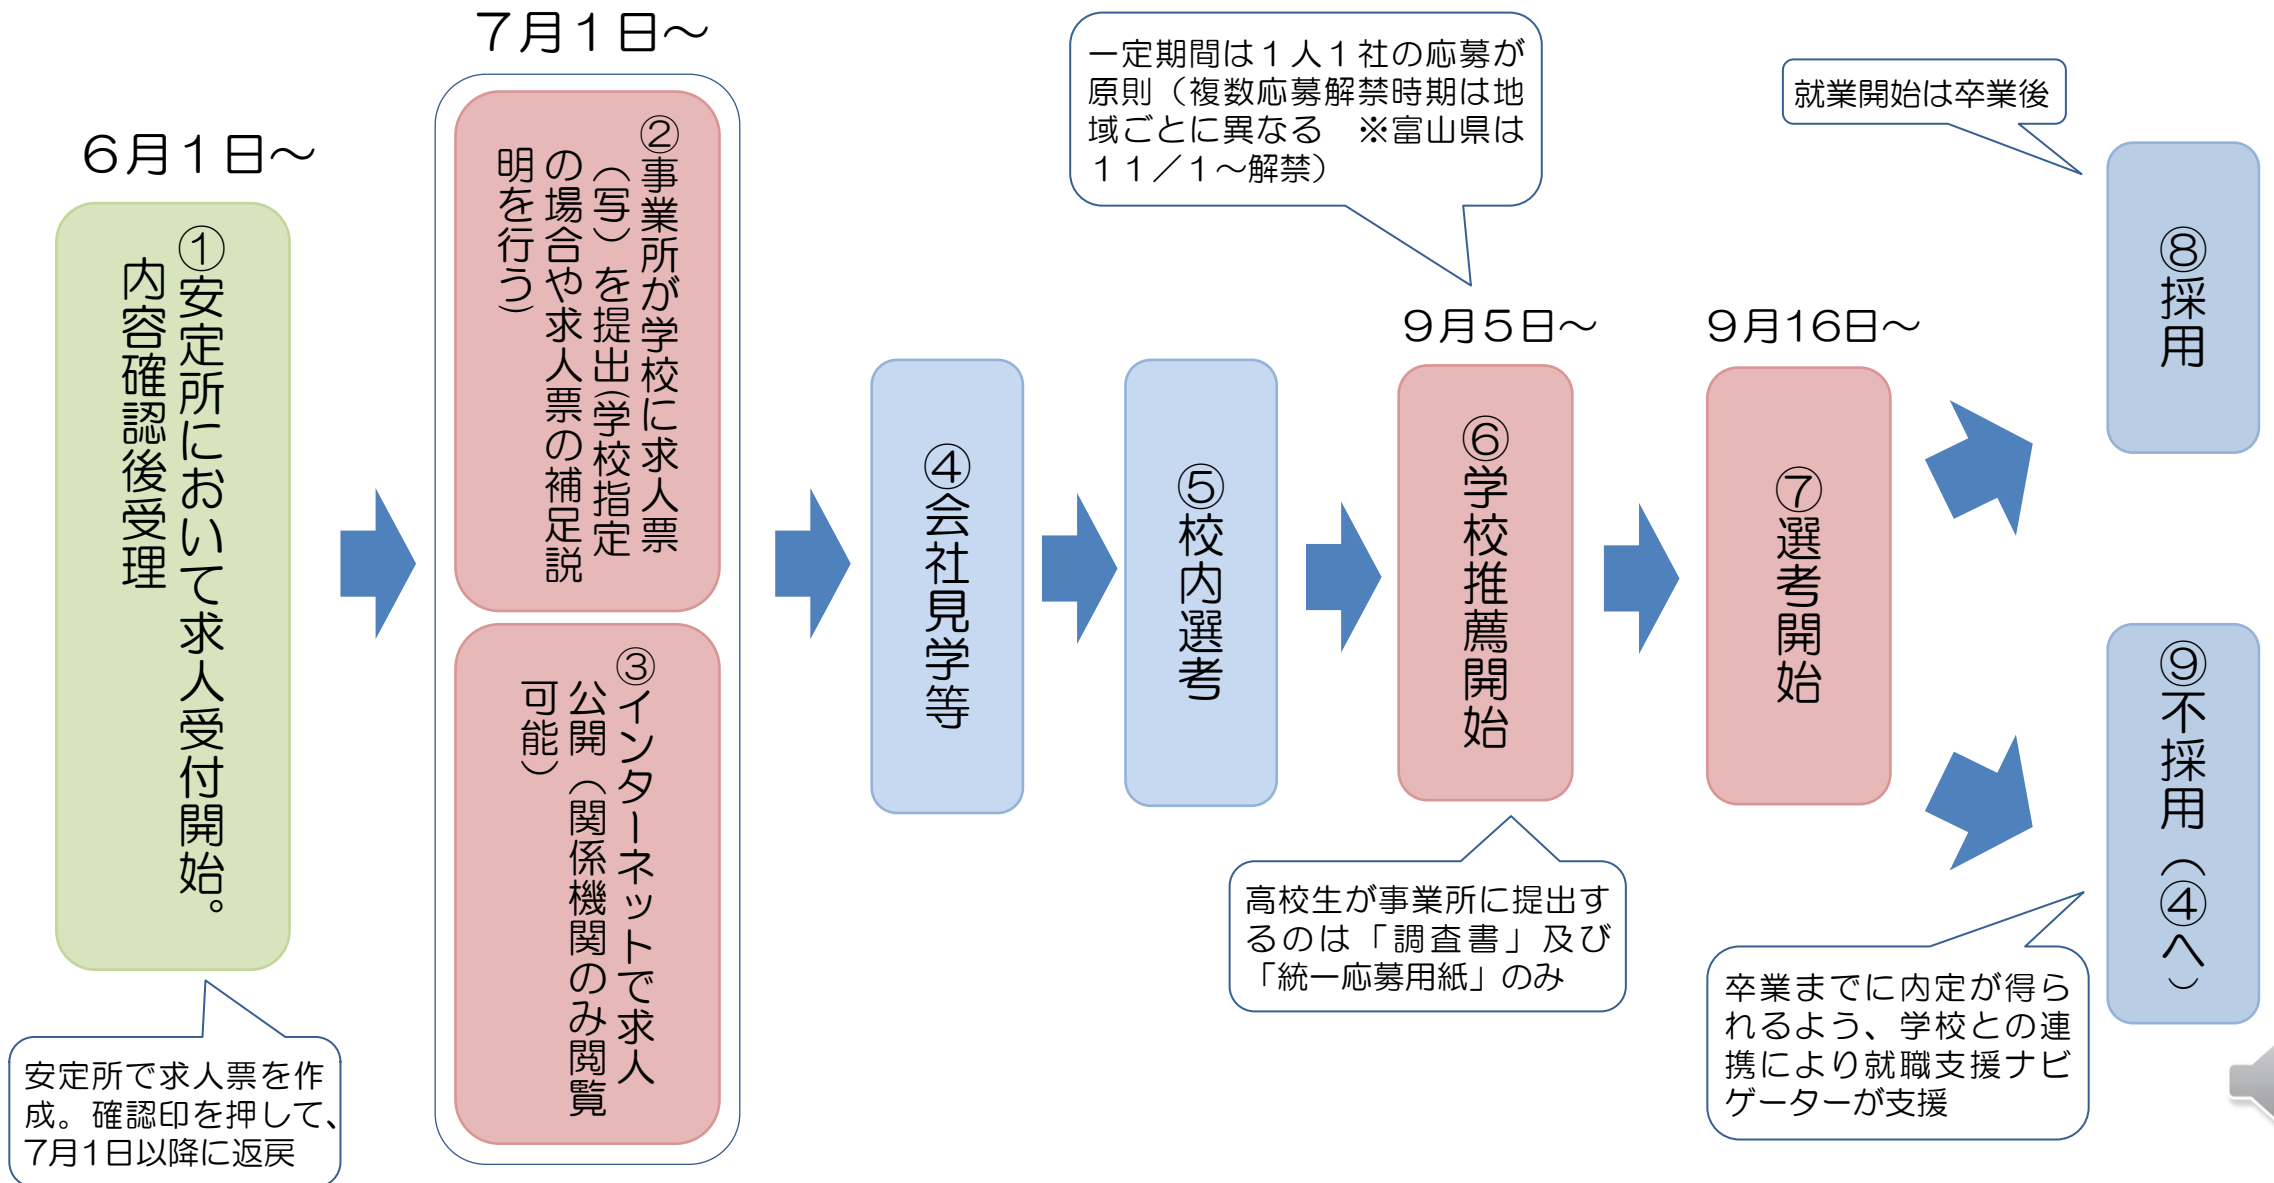 6月1日～
①安定所において求人受付開始。
内容確認後受理
安定所で求人票を作
成。確認印を押して、
7月1日以降に返戻
7月1日～
②事業所が学校に求人票
（写）を提出（学校指定
の場合や求人票の補足説
明を行う）
③インターネットで求人
公開（関係機関のみ閲覧
可能）
④会社見学等
⑤校内選考
一定期間は１人１社の応募が
原則（複数応募解禁時期は地
域ごとに異なる　※富山県は
１１／１～解禁）
9月5日～
⑥学校推薦開始
高校生が事業所に提出す
るのは「調査書」及び
「統一応募用紙」のみ
9月16日～
⑦選考開始
就業開始は卒業後
⑧採用
⑨不採用（④へ）
卒業までに内定が得ら
れるよう、学校との連
携により就職支援ナビ
ゲーターが支援